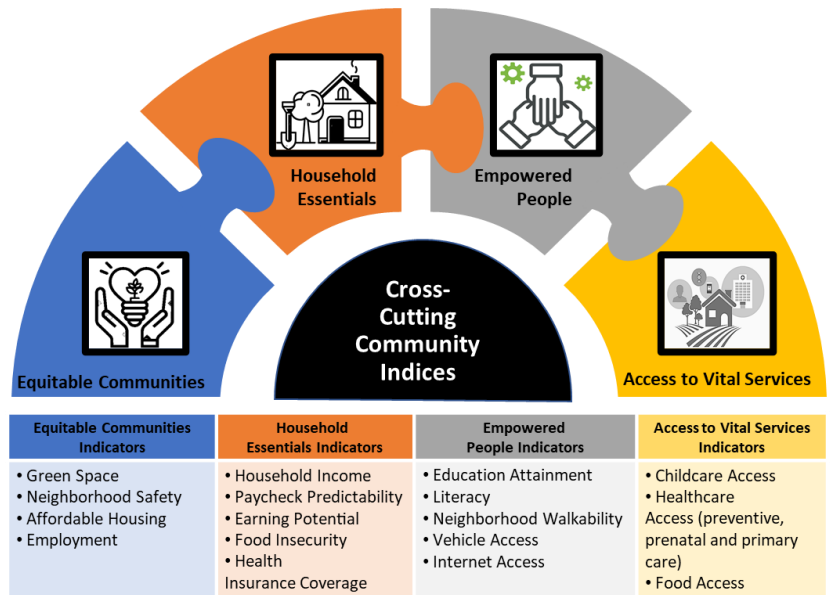 Household
Essentials
Empowered
People
Equitable Communities
Cross-
Cutting
Community
Indices
Access to Vital Services
Equitable Communities
Indicators
• Green Space
• Neighborhood Safety
• Affordable Housing
• Employment
Household
Essentials Indicators
• Household Income
• Paycheck Predictability
• Earning Potential
• Food Insecurity
• Health
Insurance Coverage
Empowered
People Indicators
• Education Attainment
• Literacy
• Neighborhood Walkability
• Vehicle Access
• Internet Access
Access to Vital Services
Indicators
• Childcare Access
• Healthcare
Access (preventive,
prenatal and primary
care)
• Food Access